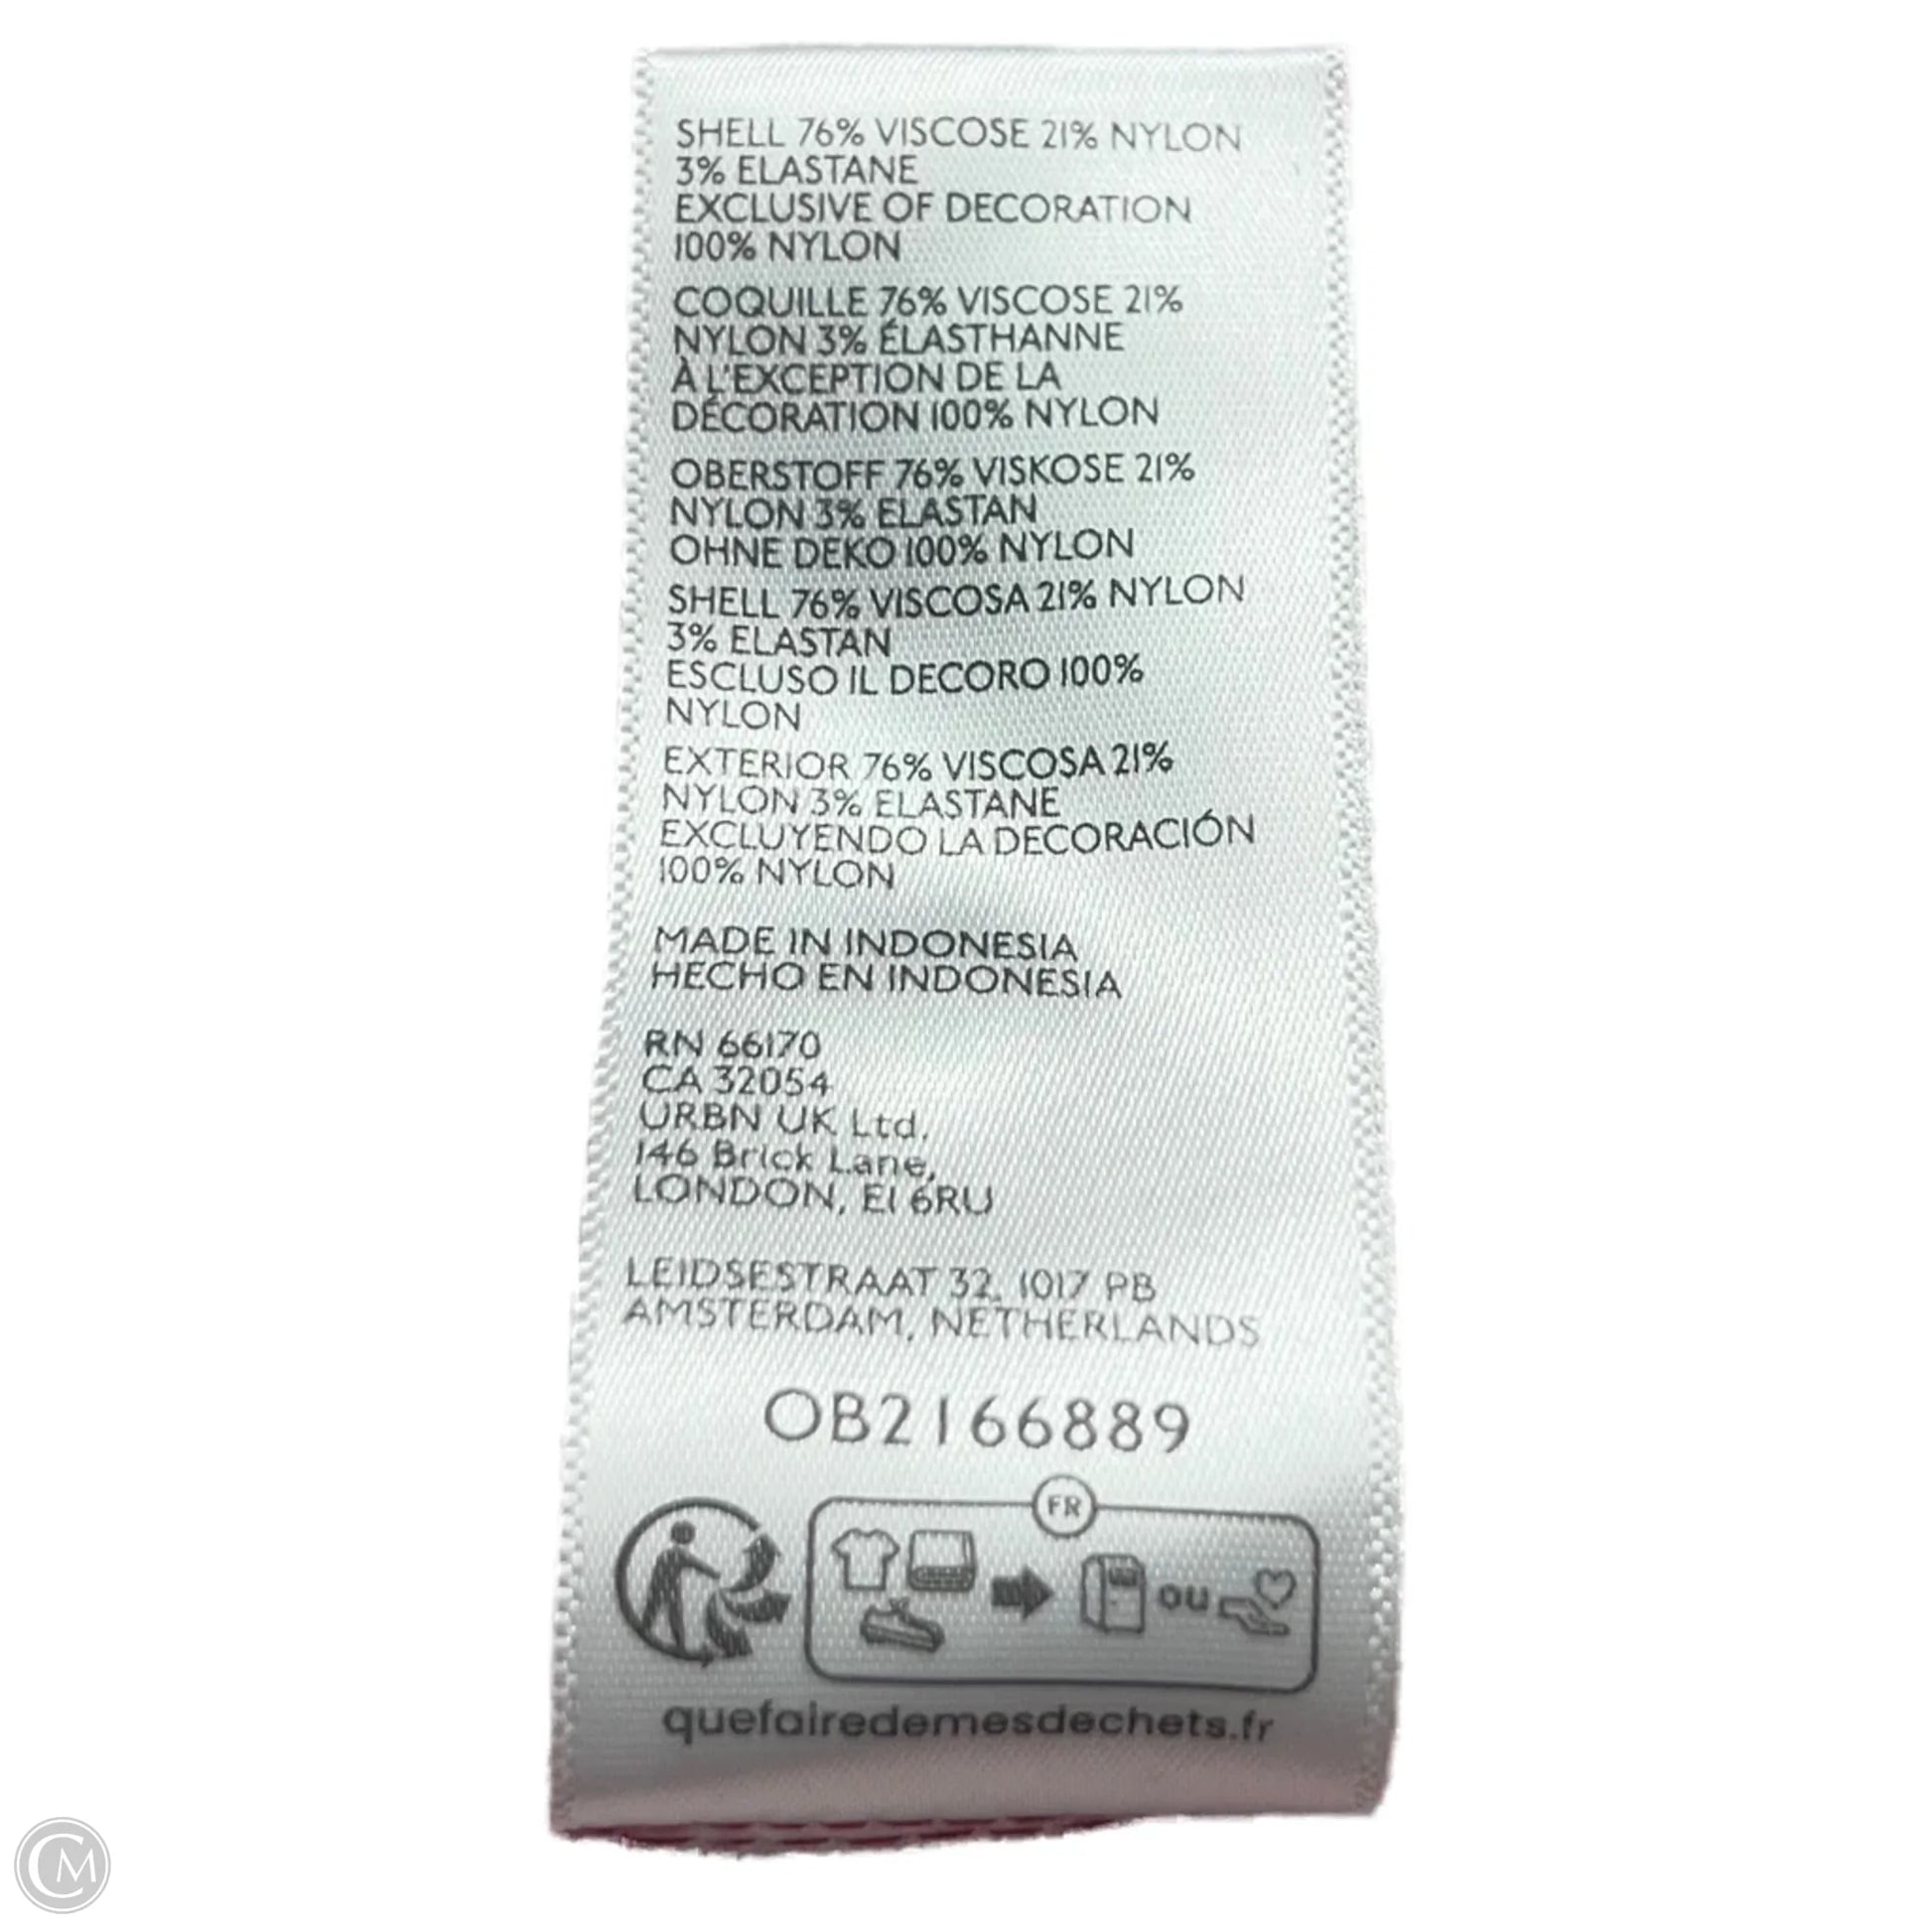 SHELL 76% VISCOSE 21% NYLON
3% ELASTANE
EXCLUSIVE OF DECORATION
100% NYLON
COQUILLE 76% VISCOSE 21%
NYLON 3% ÉLASTHANNE
À L'EXCEPTION DE LA
DÉCORATION 100% NYLON
OBERSTOFF 76% VISKOSE 21%
NYLON 3% ELASTAN
OHNE DEKO 100% NYLON
SHELL 76% VISCOSA 21% NYLON
3% ELASTAN
ESCLUSO IL DECORO 100%
NYLON
EXTERIOR 76% VISCOSA 21%
NYLON 3% ELASTANE
EXCLUYENDO LA DECORACIÓN
100% NYLON
MADE IN INDONESIA
HECHO EN INDONESIA
RN 66170
CA 32054
URBN UK Ltd.
146 Brick Lane,
LONDON, E1 6RU
LEIDSESTRAAT 32, 1017 PB
AMSTERDAM, NETHERLANDS
OB2166889
FR
ou
quefairedemesdechets.fr
CM